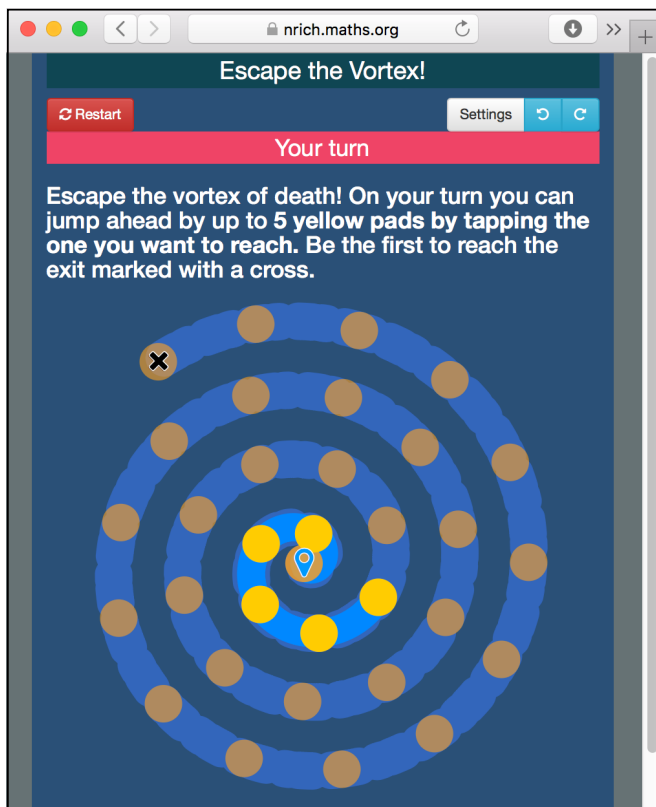 nrich.maths.org
Escape the Vortex!
Restart
Settings
Your turn
Escape the vortex of death! On your turn you can
jump ahead by up to 5 yellow pads by tapping the
one you want to reach. Be the first to reach the
exit marked with a cross.